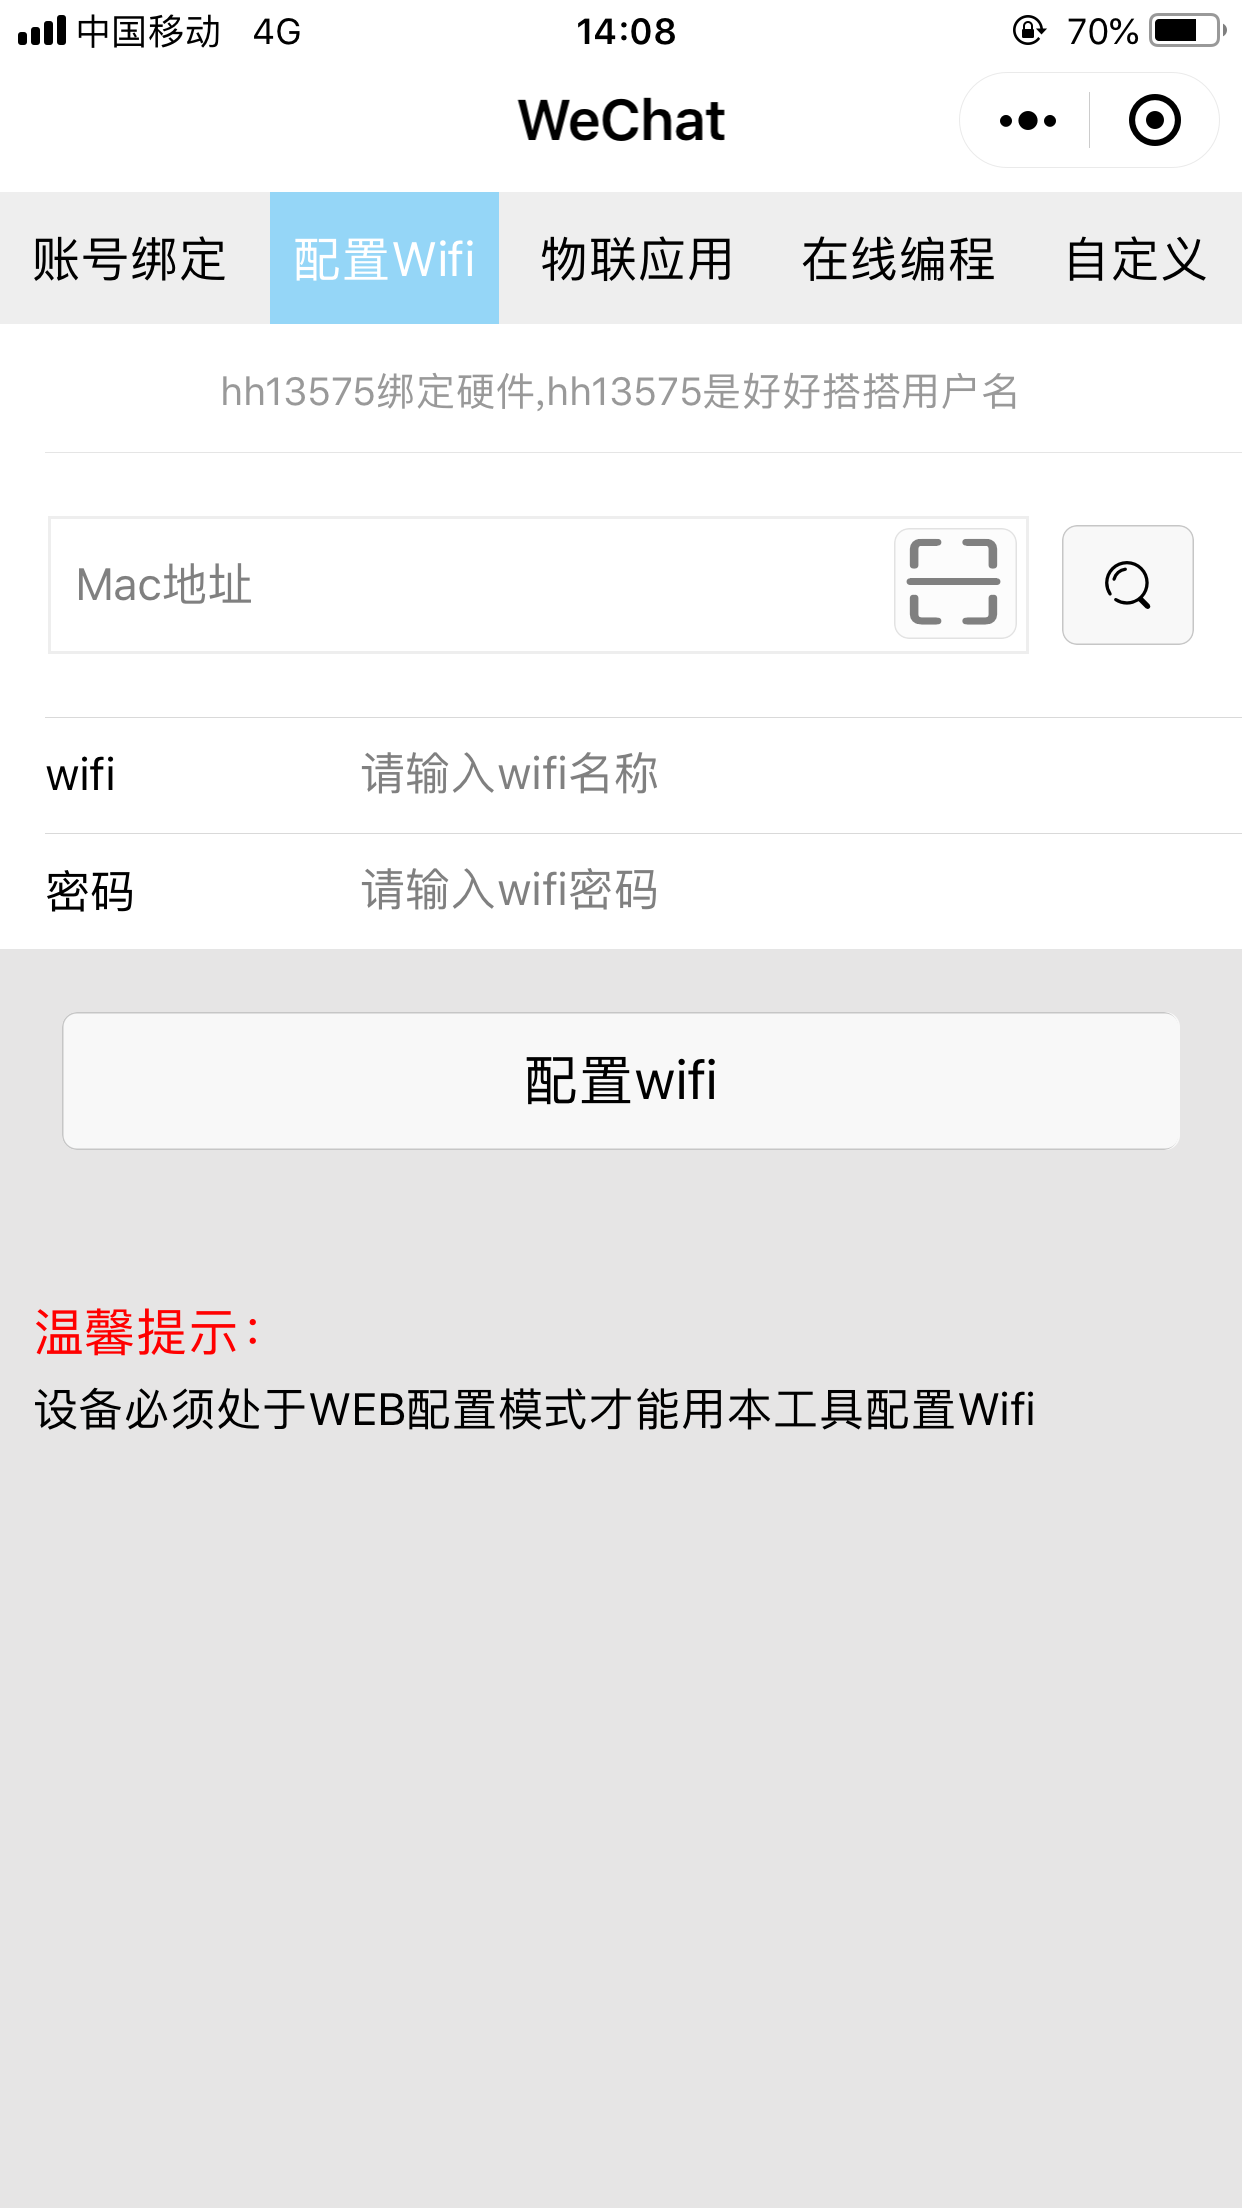 中国移动 4G 14:08 70%
WeChat
账号绑定 配置Wifi 物联应用 在线编程 自定义
hh13575绑定硬件,hh13575是好好搭搭用户名
Mac地址
wifi 请输入wifi名称
密码 请输入wifi密码
配置wifi
温馨提示：
设备必须处于WEB配置模式才能用本工具配置Wifi